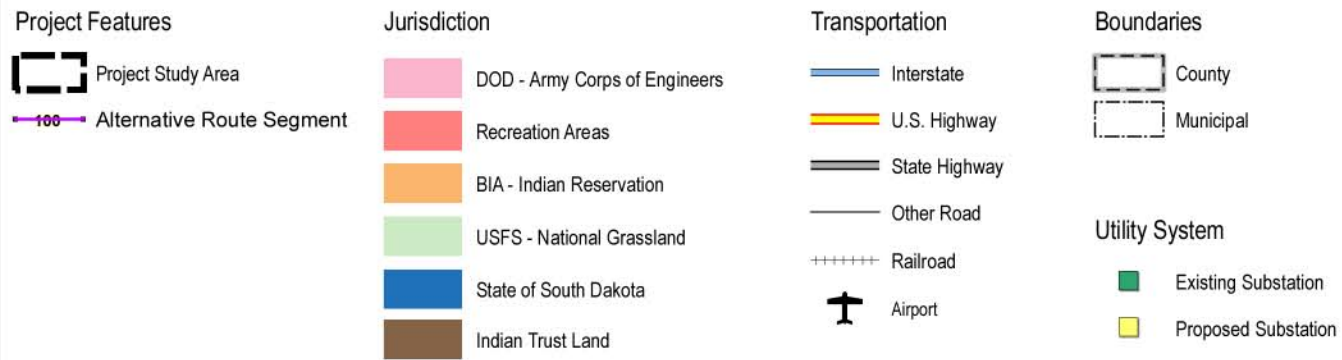 Project Features
Project Study Area
100
Alternative Route Segment
Jurisdiction
DOD - Army Corps of Engineers
Recreation Areas
BIA - Indian Reservation
USFS - National Grassland
State of South Dakota
Indian Trust Land
Transportation
Interstate
U.S. Highway
State Highway
Other Road
Railroad
Airport
Boundaries
County
Municipal
Utility System
Existing Substation
Proposed Substation